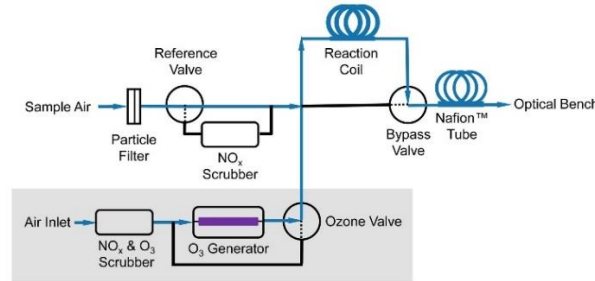 Reference
Valve
Reaction
Coil
Sample Air
Optical Bench
Particle
Filter
NOx
Scrubber
Bypass
Valve
Nafion™
Tube
Air Inlet
Ozone Valve
NOx & O3
Scrubber
O3 Generator